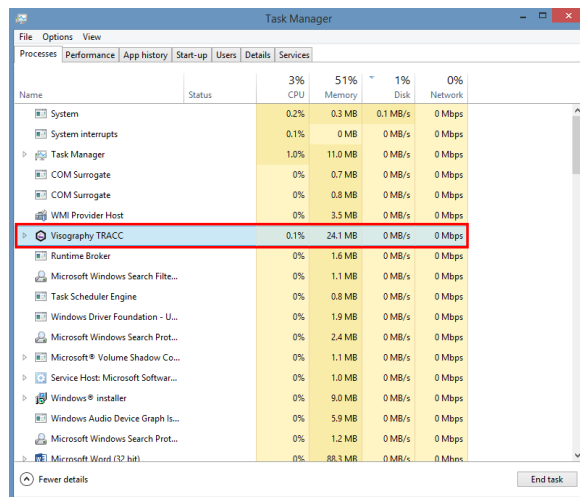 Task Manager
File Options View
Processes Performance App history Start-up Users Details Services
3% 51% 1% 0%
Name Status CPU Memory Disk Network
System 0.2% 0.3 MB 0.1 MB/s 0 Mbps
System interrupts 0.1% 0 MB 0 MB/s 0 Mbps
Task Manager 1.0% 11.0 MB 0 MB/s 0 Mbps
COM Surrogate 0% 0.7 MB 0 MB/s 0 Mbps
COM Surrogate 0% 0.8 MB 0 MB/s 0 Mbps
WMI Provider Host 0% 3.5 MB 0 MB/s 0 Mbps
Visography TRACC 0.1% 24.1 MB 0 MB/s 0 Mbps
Runtime Broker 0% 1.6 MB 0 MB/s 0 Mbps
Microsoft Windows Search Filte... 0% 1.1 MB 0 MB/s 0 Mbps
Task Scheduler Engine 0% 0.8 MB 0 MB/s 0 Mbps
Windows Driver Foundation - U... 0% 1.9 MB 0 MB/s 0 Mbps
Microsoft Windows Search Prot... 0% 2.4 MB 0 MB/s 0 Mbps
Microsoft® Volume Shadow Co... 0% 1.1 MB 0 MB/s 0 Mbps
Service Host: Microsoft Softwar... 0% 1.0 MB 0 MB/s 0 Mbps
Windows® installer 0% 9.0 MB 0 MB/s 0 Mbps
Windows Audio Device Graph Is... 0% 5.9 MB 0 MB/s 0 Mbps
Microsoft Windows Search Prot... 0% 1.2 MB 0 MB/s 0 Mbps
Microsoft Word (32 bit) 0% 88.3 MB 0 MB/s 0 Mbps
Fewer details End task